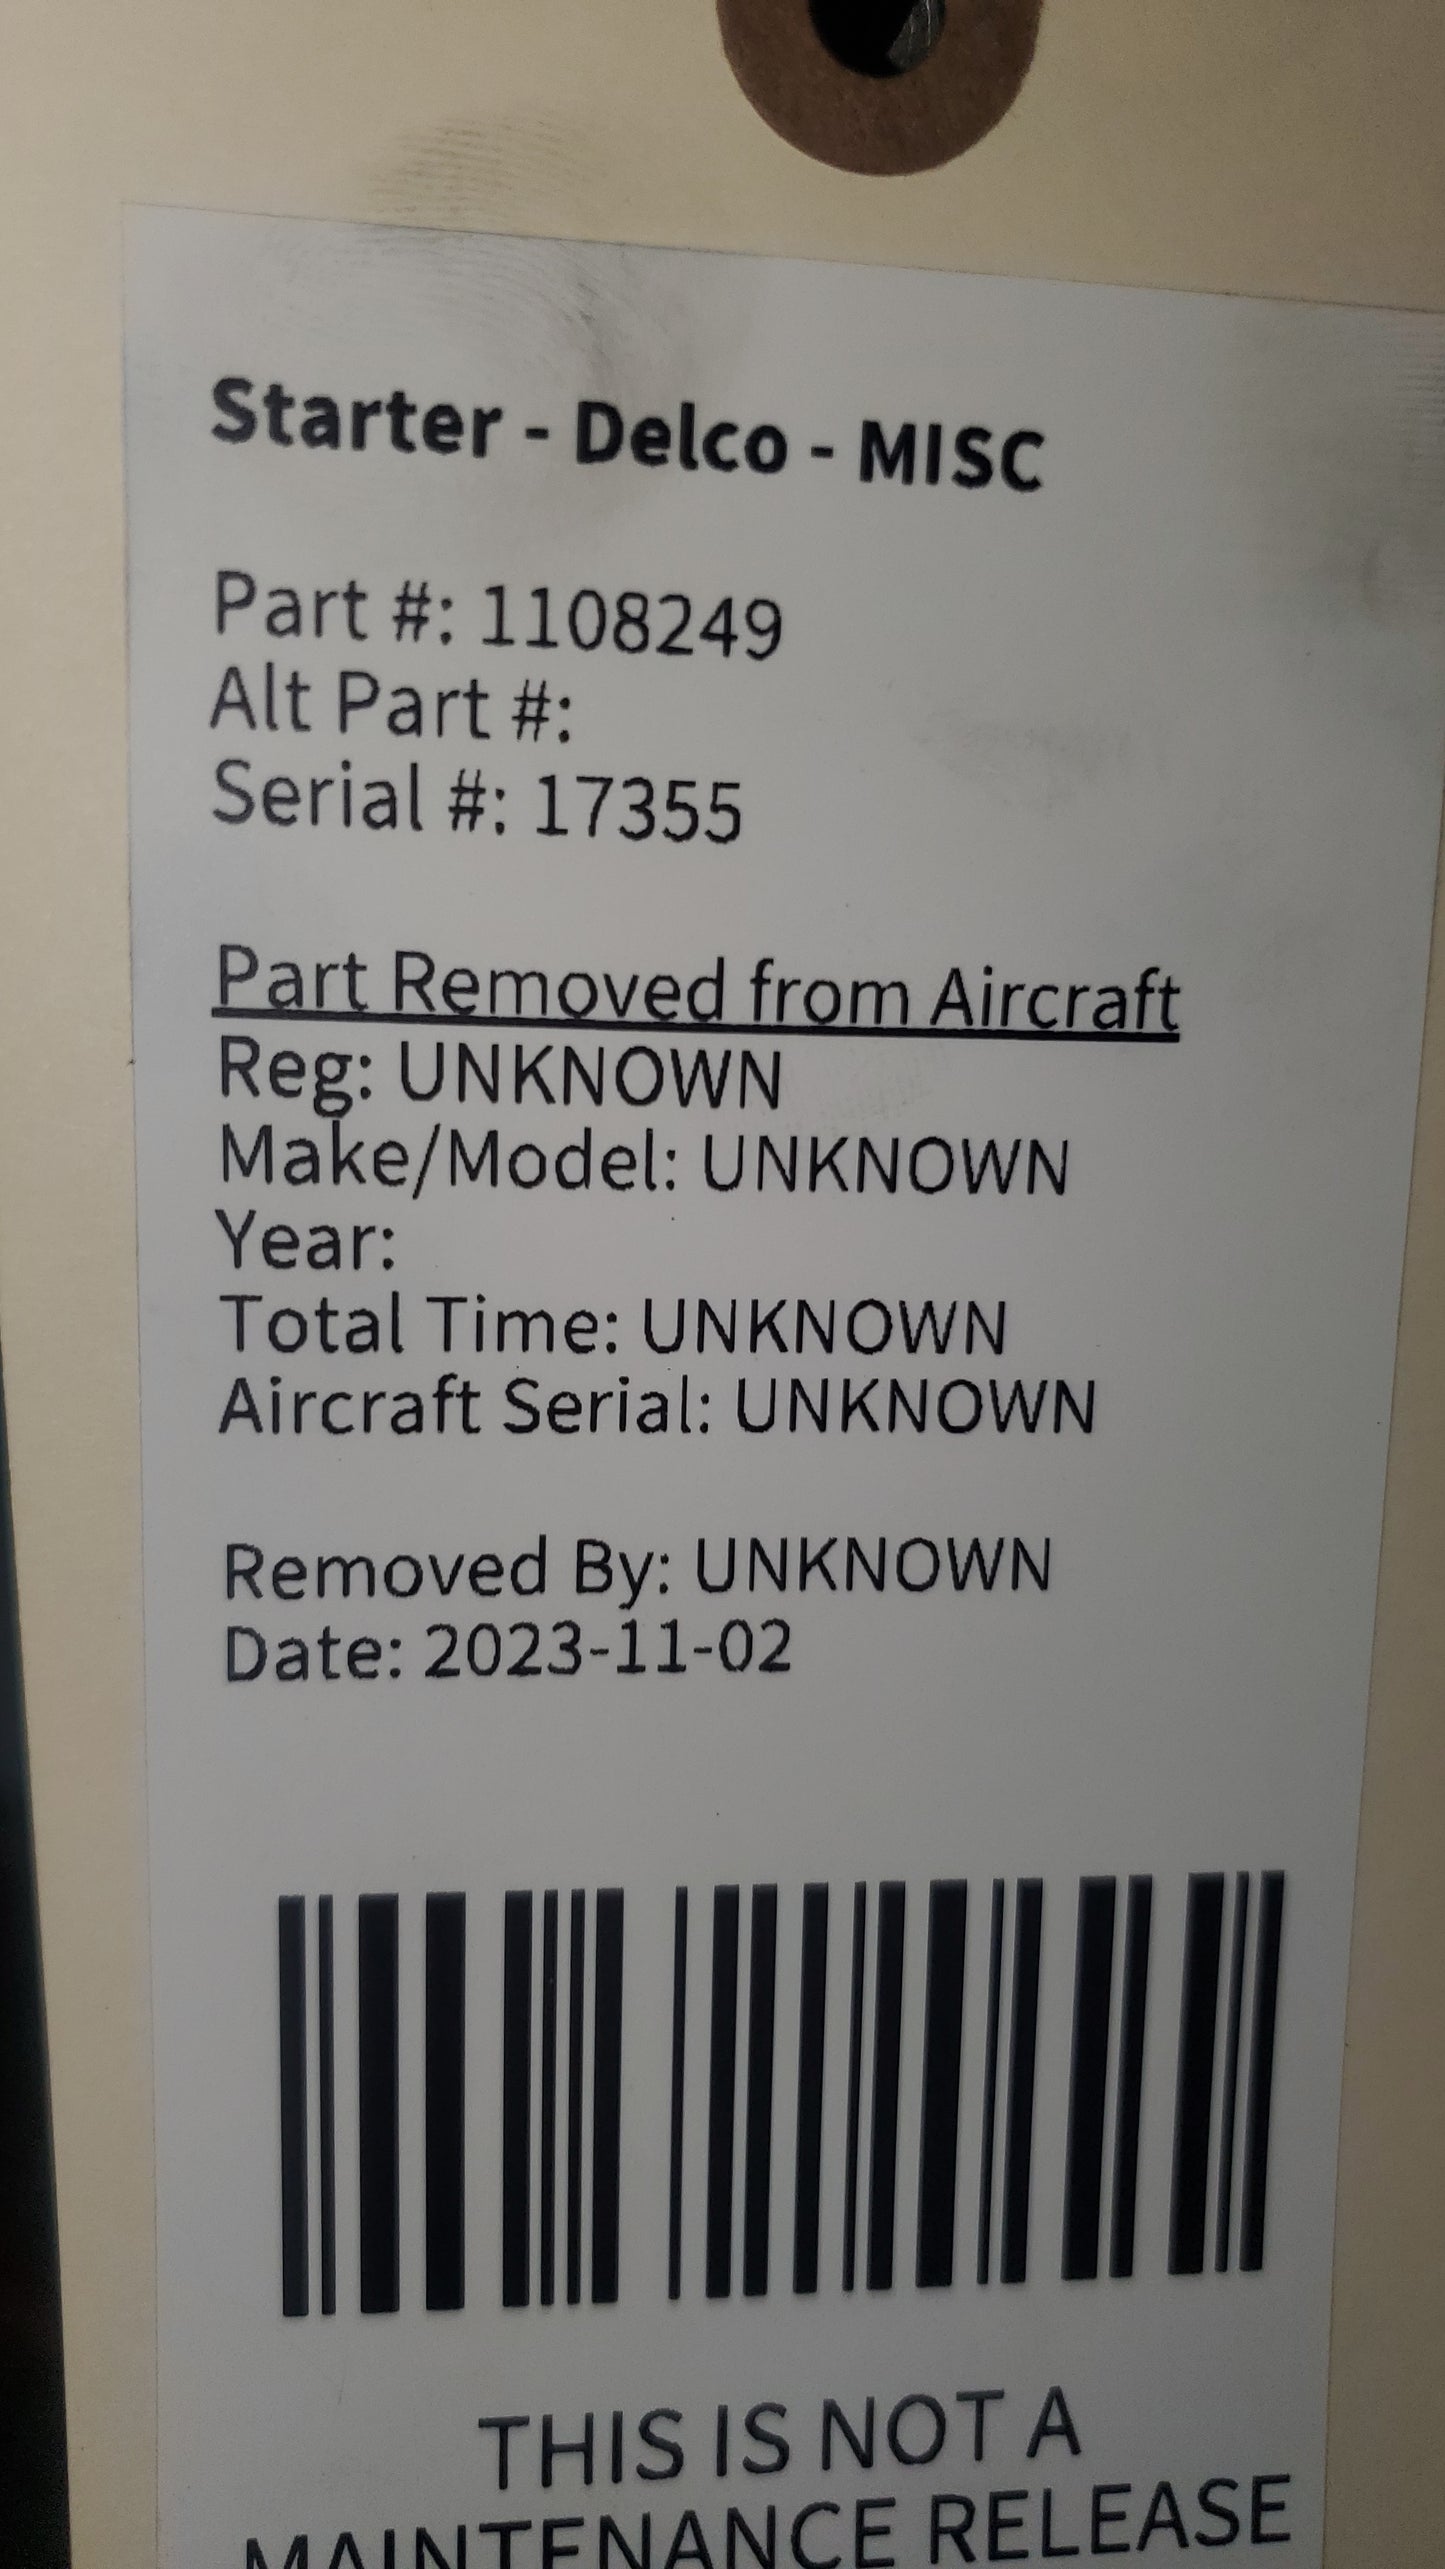 Starter - Delco - MISC
Part #: 1108249
Alt Part #:
Serial #: 17355
Part Removed from Aircraft
Reg: UNKNOWN
Make/Model: UNKNOWN
Year:
Total Time: UNKNOWN
Aircraft Serial: UNKNOWN
Removed By: UNKNOWN
Date: 2023-11-02
THIS IS NOT A
MAINTENANCE RELEASE